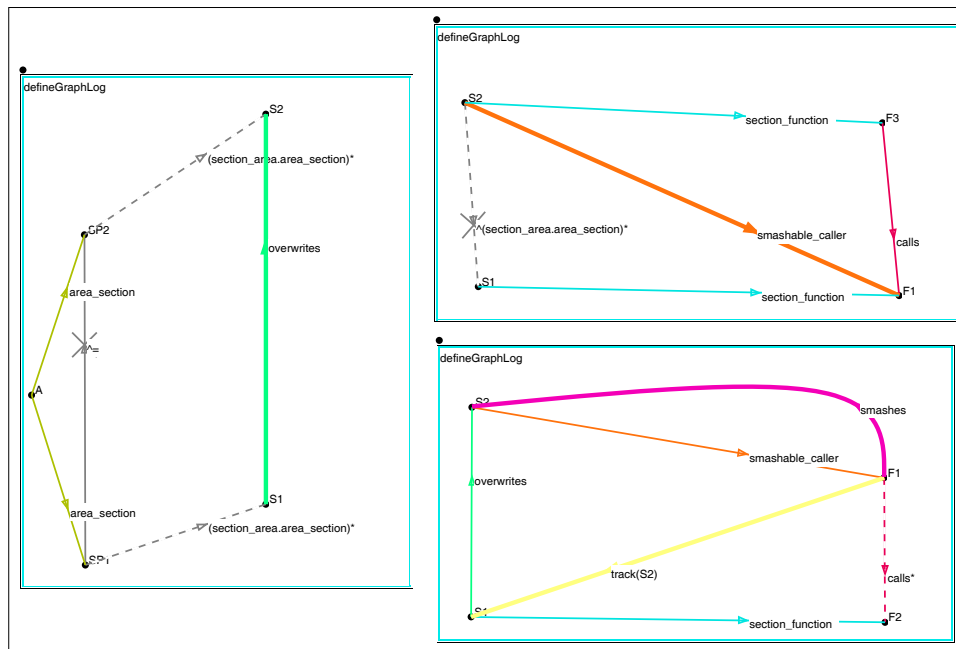 defineGraphLog
S2
(section_area.area_section)*
SP2
overwrites
area_section
^=
A
area_section
S1
(section_area.area_section)*
SP1
defineGraphLog
S2
section_function
F3
^(section_area.area_section)*
smashable_caller
calls
S1
section_function
F1
defineGraphLog
S2
smashes
smashable_caller
F1
overwrites
track(S2)
calls*
S1
section_function
F2